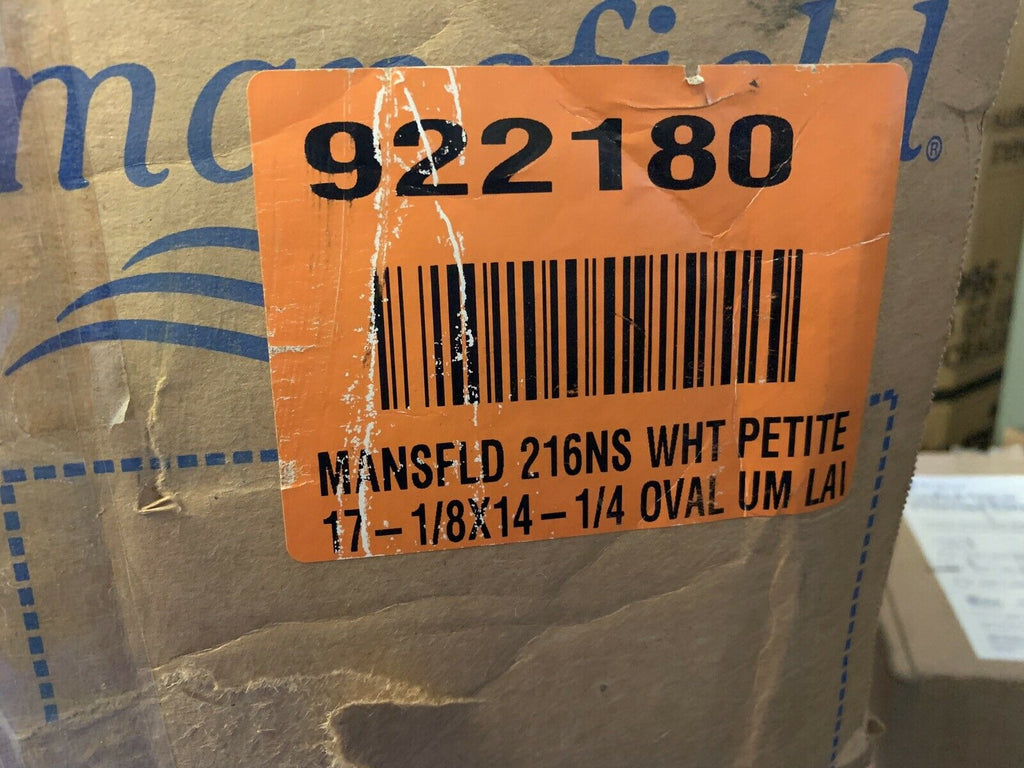 mansfield®
922180
MANSFLD 216NS WHT PETITE
17-1/8X14-1/4 OVAL UM LAI